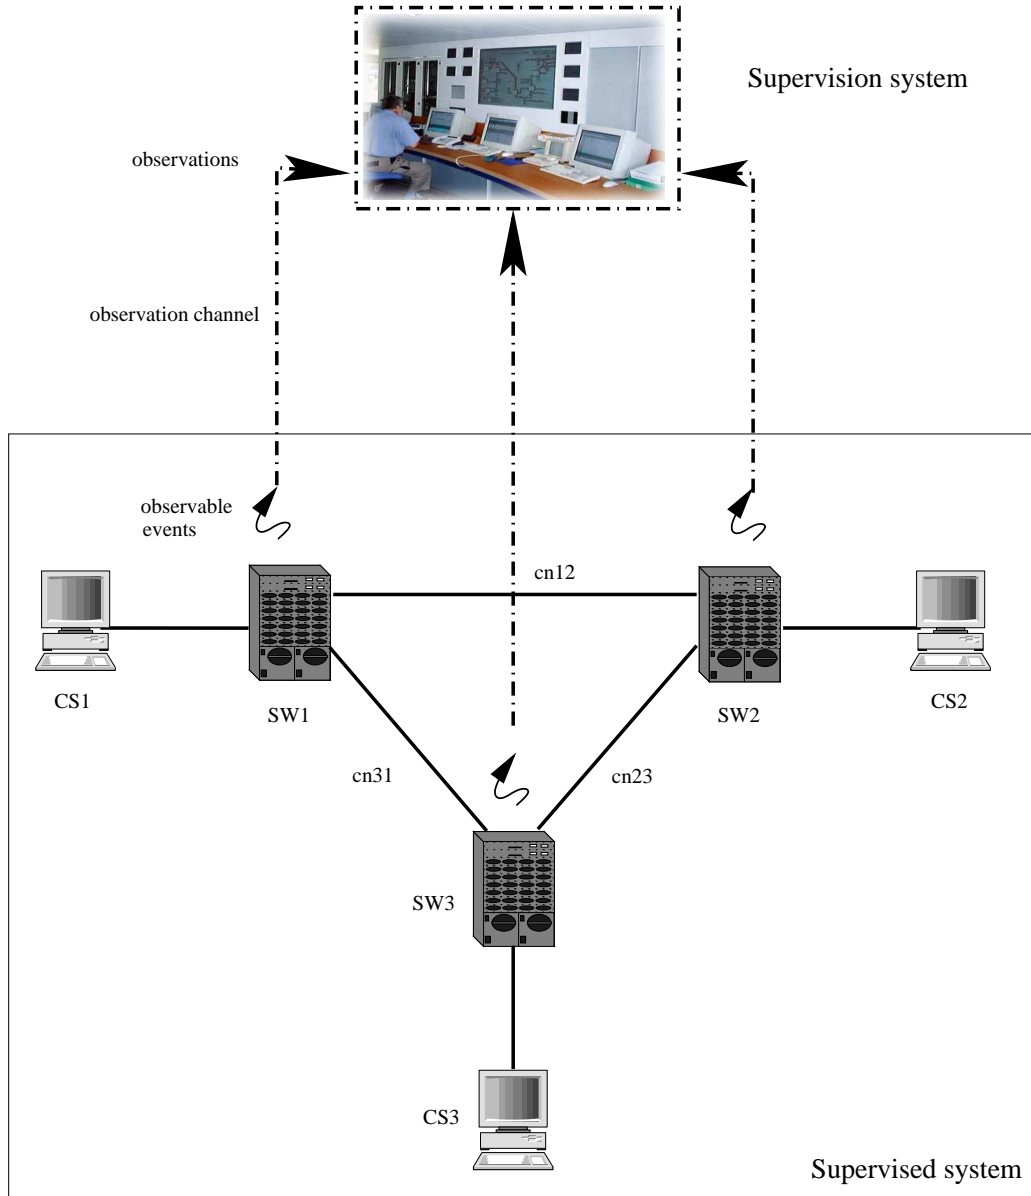 Supervision system
observations
observation channel
observable
events
cn12
CS1
SW1
SW2
CS2
cn31
cn23
SW3
CS3
Supervised system